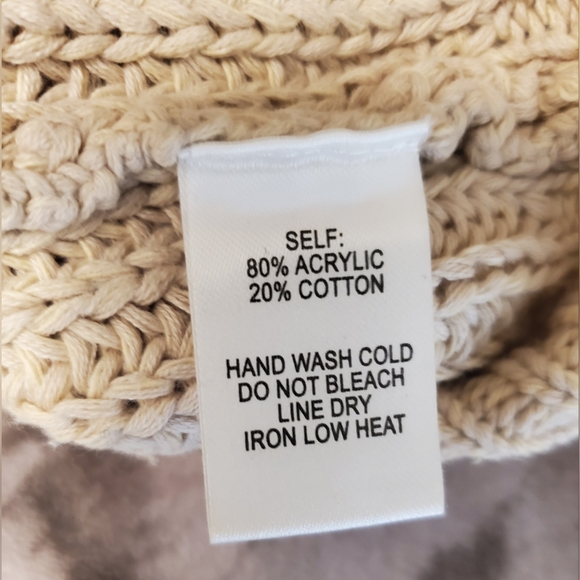 SELF:
80% ACRYLIC
20% COTTON
HAND WASH COLD
DO NOT BLEACH
LINE DRY
IRON LOW HEAT